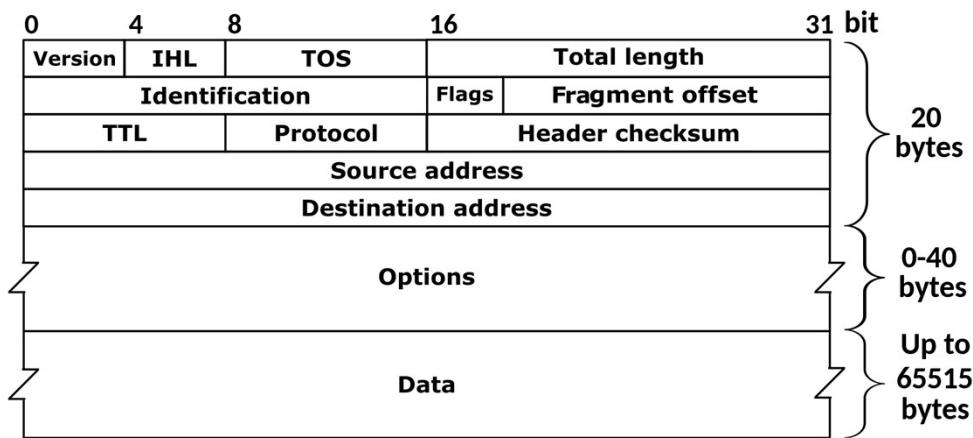 0 4 8 16 31 bit
Version IHL TOS Total length
Identification Flags Fragment offset
TTL Protocol Header checksum
Source address
Destination address
20
bytes
Options
0-40
bytes
Data
Up to
65515
bytes